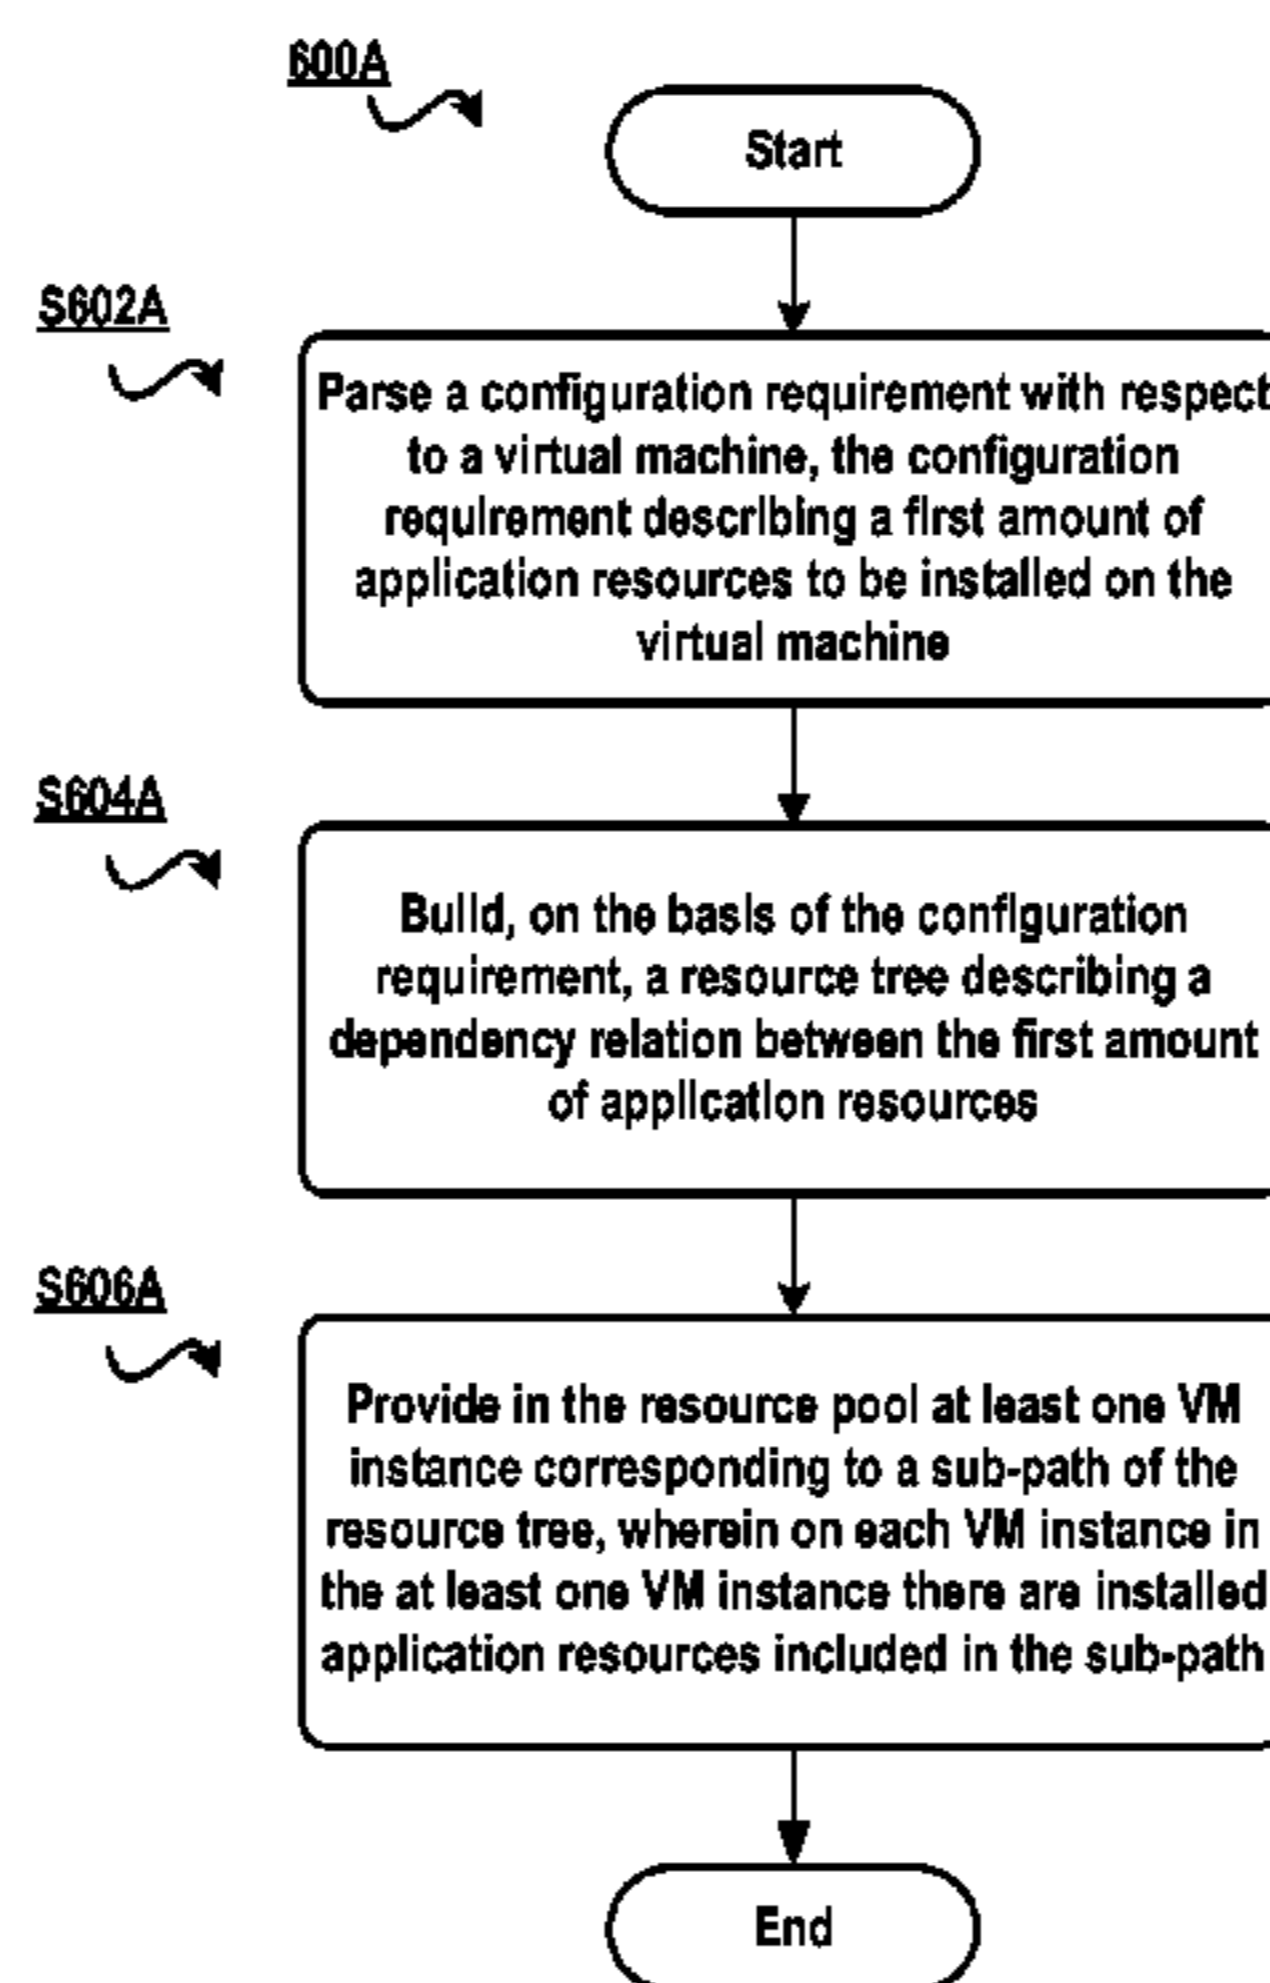 600A
Start
S602A
Parse a configuration requirement with respect
to a virtual machine, the configuration
requirement describing a first amount of
application resources to be installed on the
virtual machine
S604A
Build, on the basis of the configuration
requirement, a resource tree describing a
dependency relation between the first amount
of application resources
S606A
Provide in the resource pool at least one VM
instance corresponding to a sub-path of the
resource tree, wherein on each VM instance in
the at least one VM instance there are installed
application resources included in the sub-path
End